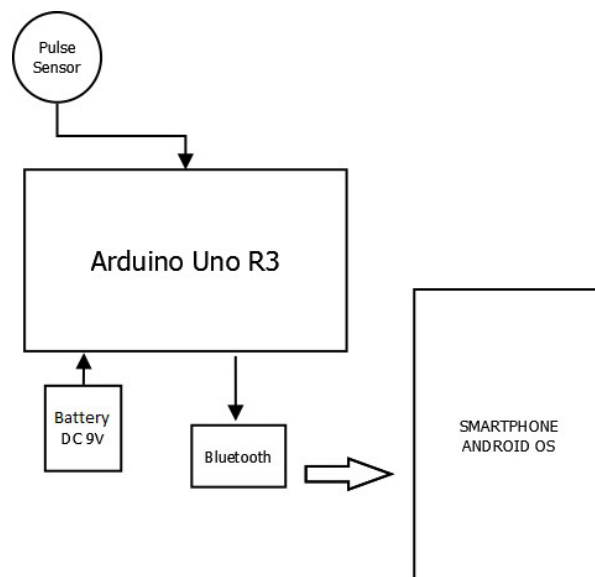 Pulse
Sensor
Arduino Uno R3
Battery
DC 9V
Bluetooth
SMARTPHONE
ANDROID OS